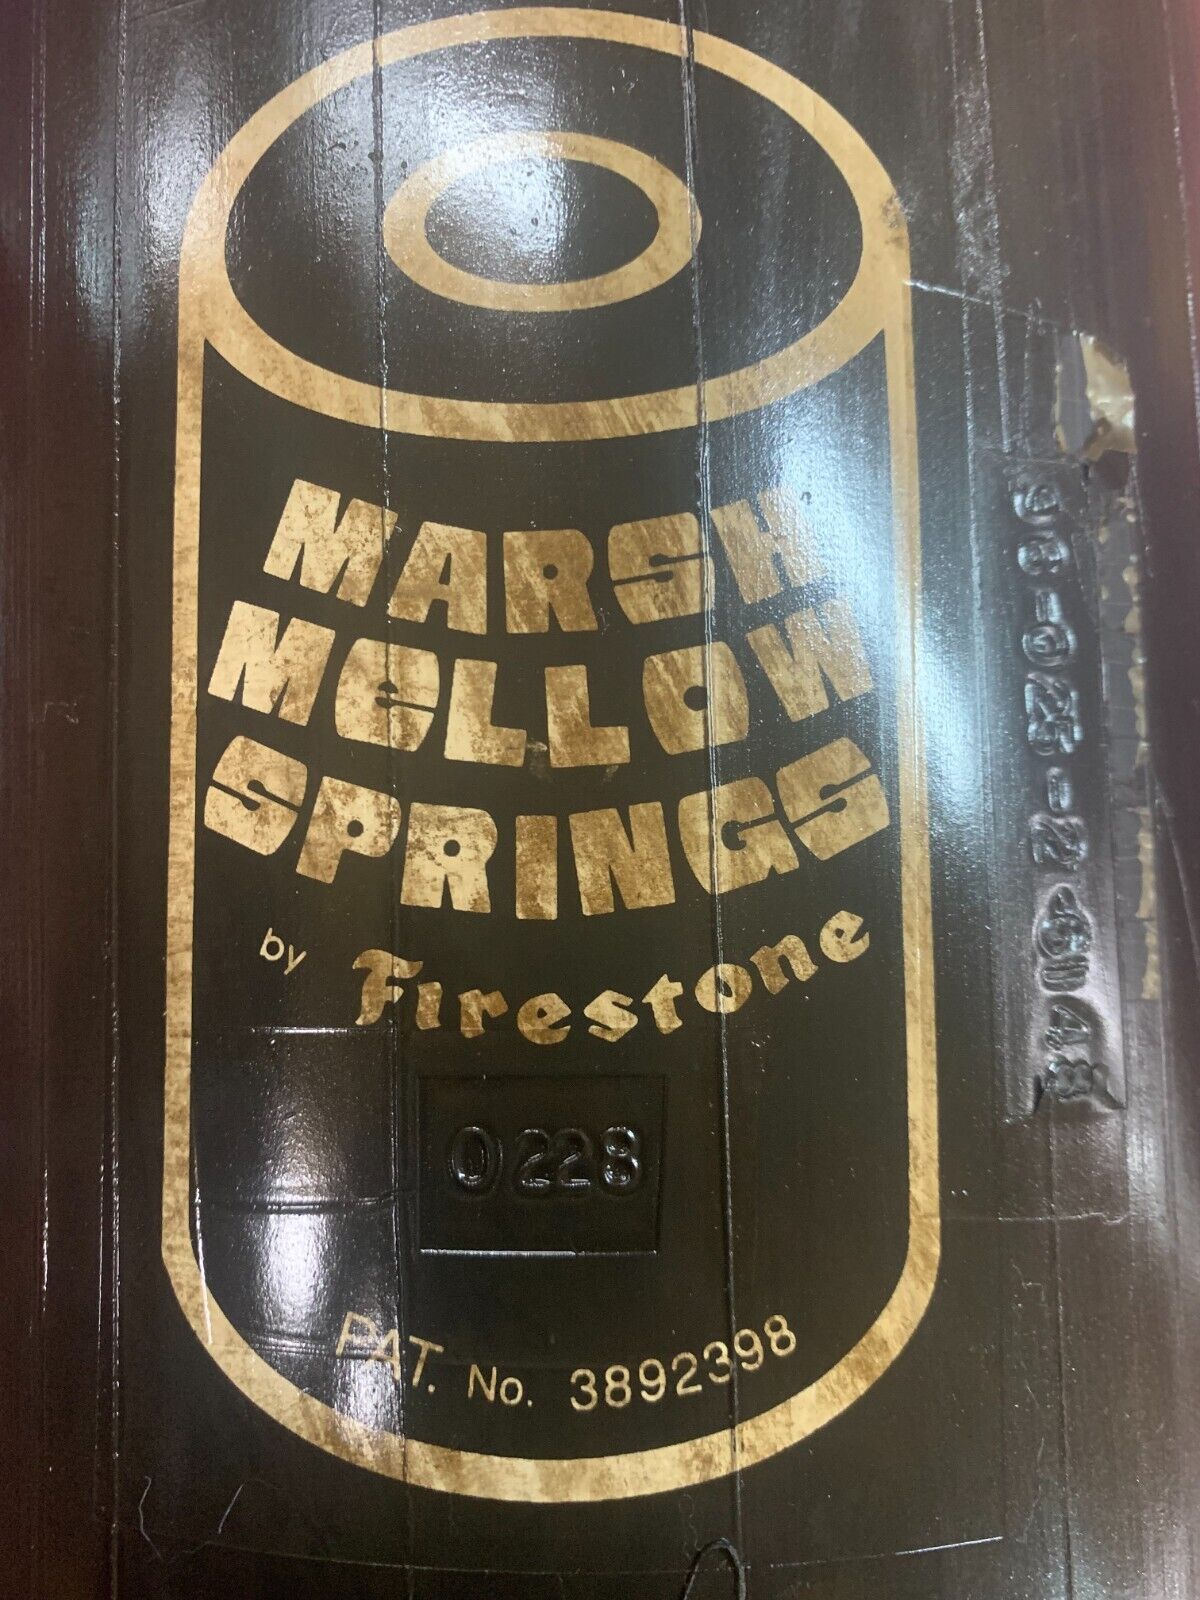 MARSH
MeLLOW
SPRINGS
by Firestone
0228
PAT. No. 3892398